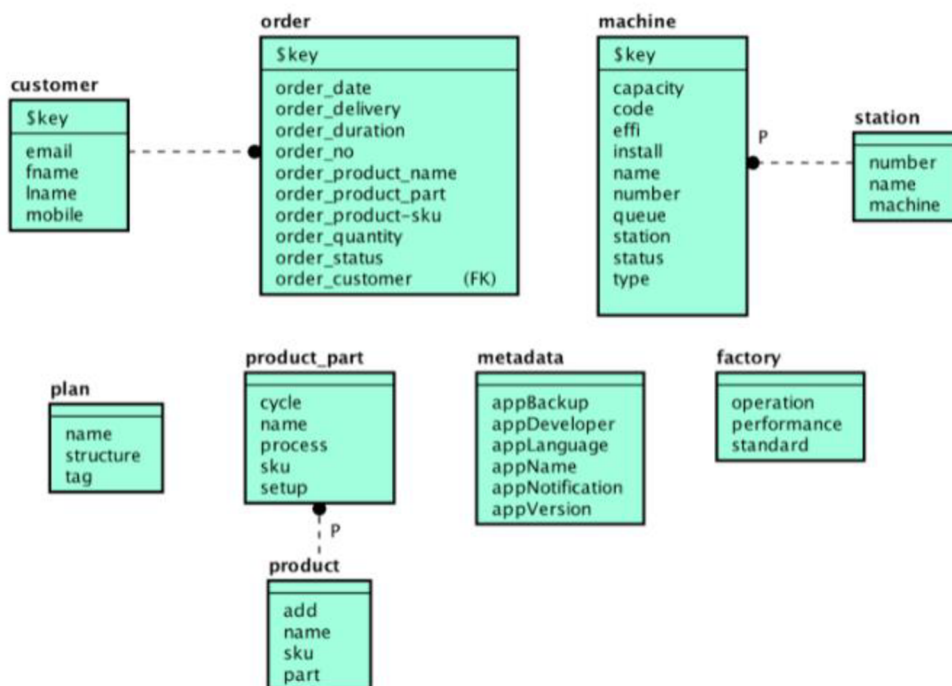 customer
$key
email
fname
lname
mobile
order
$key
order_date
order_delivery
order_duration
order_no
order_product_name
order_product_part
order_product-sku
order_quantity
order_status
order_customer (FK)
machine
$key
capacity
code
effi
install
name
number
queue
station
status
type
P
station
number
name
machine
plan
name
structure
tag
product_part
cycle
name
process
sku
setup
P
product
add
name
sku
part
metadata
appBackup
appDeveloper
appLanguage
appName
appNotification
appVersion
factory
operation
performance
standard